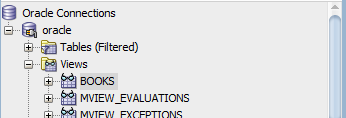 Oracle Connections
oracle
Tables (Filtered)
Views
BOOKS
MVIEW_EVALUATIONS
MVIEW_EXCEPTIONS